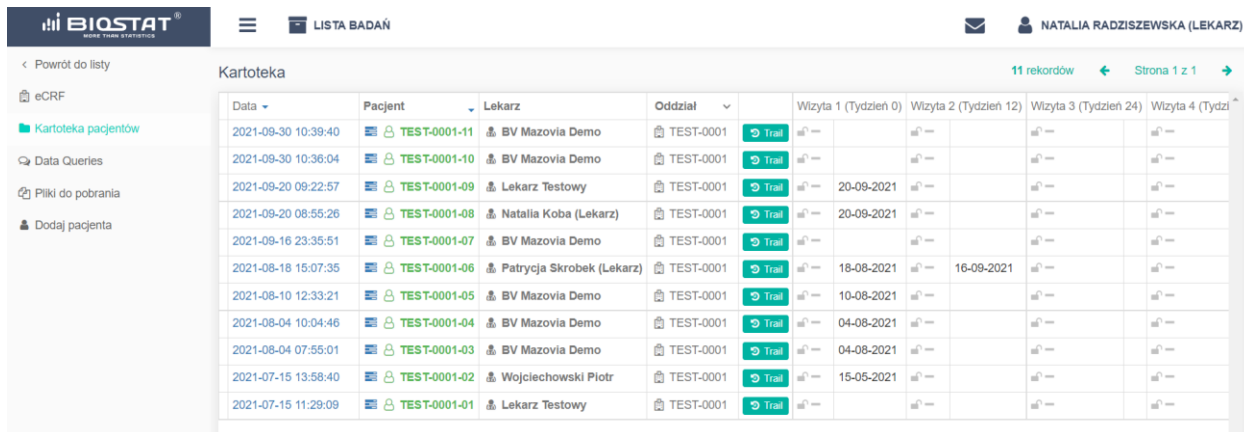 BIOSTAT®
MORE THAN STATISTICS
LISTA BADAŃ
NATALIA RADZISZEWSKA (LEKARZ)
Powrót do listy
eCRF
Kartoteka pacjentów
Data Queries
Pliki do pobrania
Dodaj pacjenta
Kartoteka
11 rekordów
Strona 1 z 1
Data Pacjent Lekarz Oddział Wizyta 1 (Tydzień 0) Wizyta 2 (Tydzień 12) Wizyta 3 (Tydzień 24) Wizyta 4 (Tydzi
2021-09-30 10:39:40 TEST-0001-11 BV Mazovia Demo TEST-0001 Trail
2021-09-30 10:36:04 TEST-0001-10 BV Mazovia Demo TEST-0001 Trail
2021-09-20 09:22:57 TEST-0001-09 Lekarz Testowy TEST-0001 Trail 20-09-2021
2021-09-20 08:55:26 TEST-0001-08 Natalia Koba (Lekarz) TEST-0001 Trail 20-09-2021
2021-09-16 23:35:51 TEST-0001-07 BV Mazovia Demo TEST-0001 Trail
2021-08-18 15:07:35 TEST-0001-06 Patrycja Skrobek (Lekarz) TEST-0001 Trail 18-08-2021 16-09-2021
2021-08-10 12:33:21 TEST-0001-05 BV Mazovia Demo TEST-0001 Trail 10-08-2021
2021-08-04 10:04:46 TEST-0001-04 BV Mazovia Demo TEST-0001 Trail 04-08-2021
2021-08-04 07:55:01 TEST-0001-03 BV Mazovia Demo TEST-0001 Trail 04-08-2021
2021-07-15 13:58:40 TEST-0001-02 Wojciechowski Piotr TEST-0001 Trail 15-05-2021
2021-07-15 11:29:09 TEST-0001-01 Lekarz Testowy TEST-0001 Trail